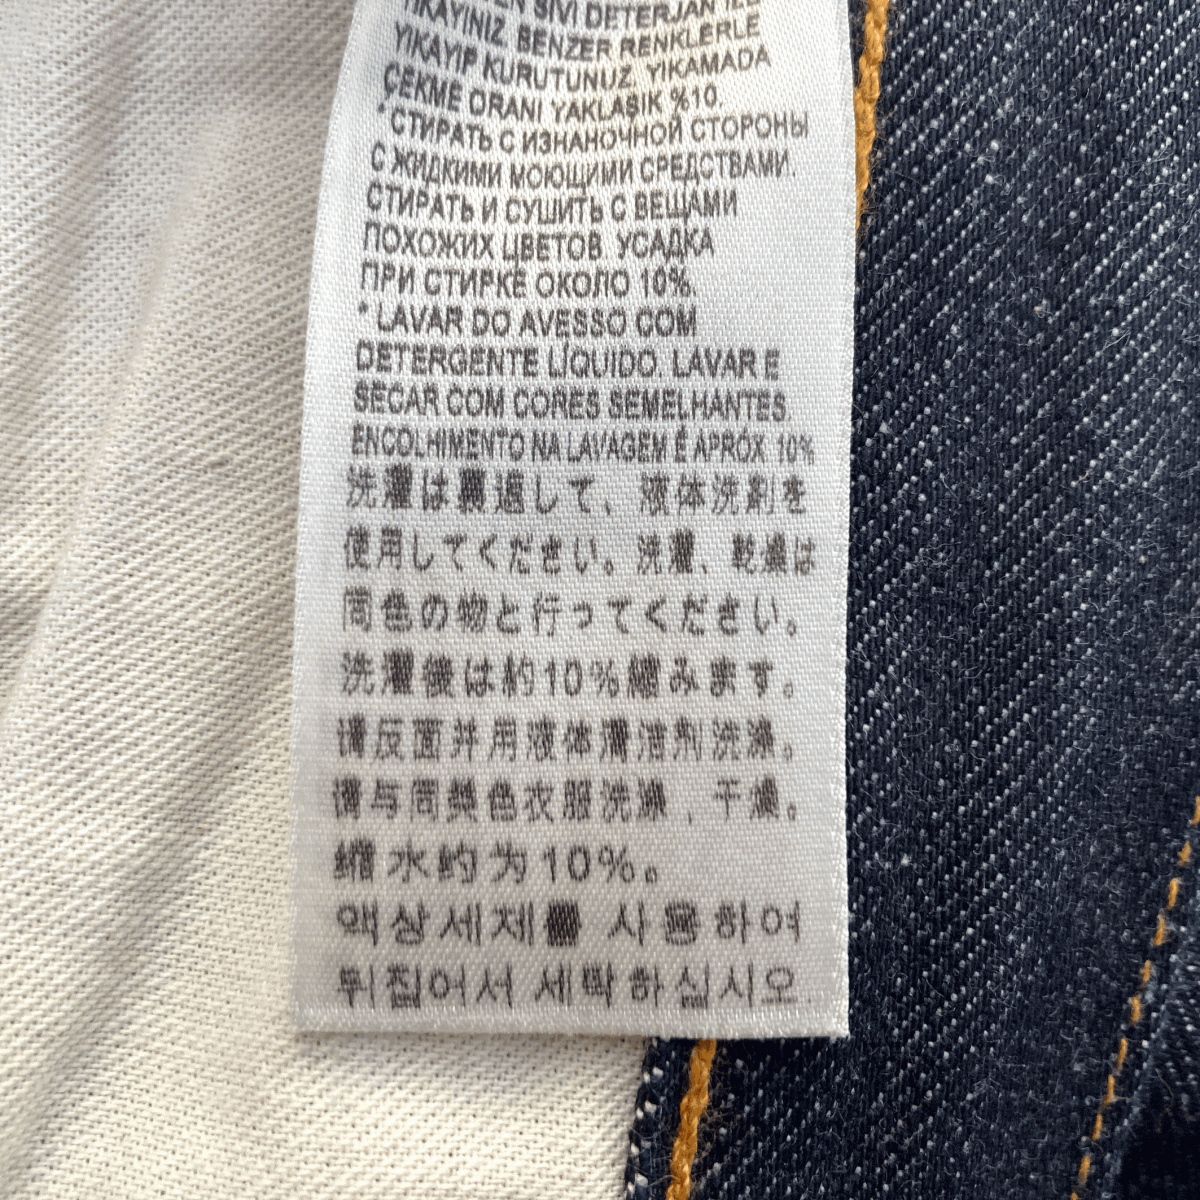 SIVI DETERJAN İLE
YIKAYINIZ. BENZER RENKLERLE
YIKAYIP KURUTUNUZ. YIKAMADA
ÇEKME ORANI YAKLAŞIK %10.
*СТИРАТЬ С ИЗНАНОЧНОЙ СТОРОНЫ
С ЖИДКИМИ МОЮЩИМИ СРЕДСТВАМИ.
СТИРАТЬ И СУШИТЬ С ВЕЩАМИ
ПОХОЖИХ ЦВЕТОВ. УСАДКА
ПРИ СТИРКЕ ОКОЛО 10%.
*LAVAR DO AVESSO COM
DETERGENTE LÍQUIDO. LAVAR E
SECAR COM CORES SEMELHANTES.
ENCOLHIMENTO NA LAVAGEM É APRÓX. 10%
洗濯は裏返して、液体洗剤を
使用してください。洗濯、乾燥は
同色の物と行ってください。
洗濯後は約10%縮みます。
请反面并用液体清洁剂洗涤。
请与同类色衣服洗涤，干燥。
缩水约为10%。
액상세제를 사용하여
뒤집어서 세탁하십시오.